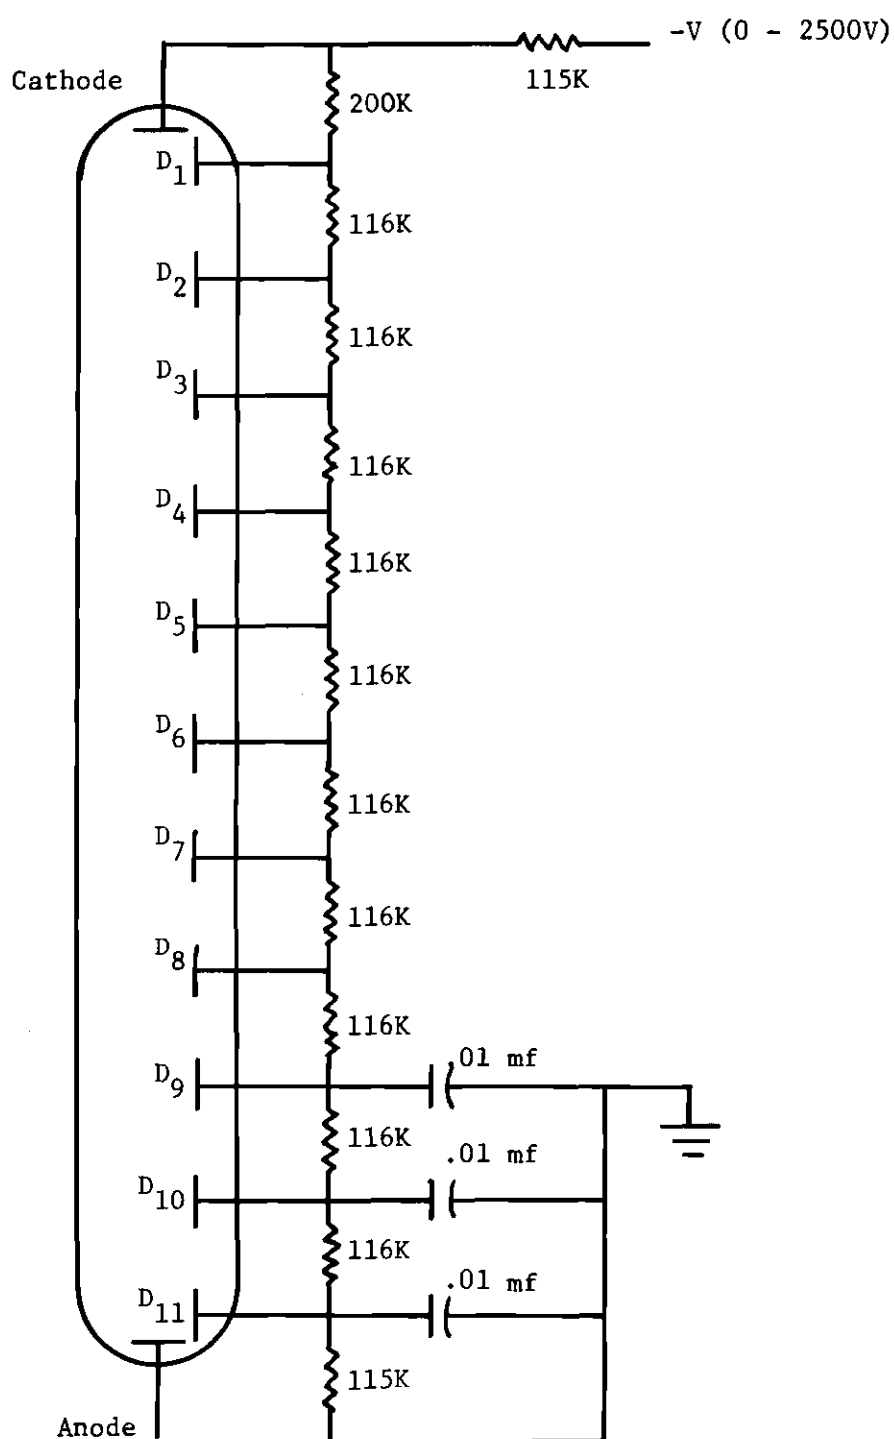 -V (0 - 2500V)
Cathode
115K
200K
D1
116K
D2
116K
D3
116K
D4
116K
D5
116K
D6
116K
D7
116K
D8
116K
.01 mf
D9
116K
.01 mf
D10
116K
.01 mf
D11
115K
Anode